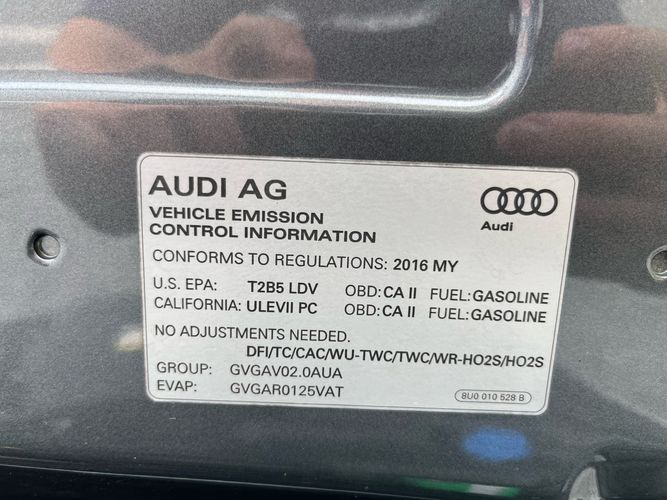 AUDI AG
Audi
VEHICLE EMISSION
CONTROL INFORMATION
CONFORMS TO REGULATIONS: 2016 MY
U.S. EPA: T2B5 LDV OBD: CA II FUEL: GASOLINE
CALIFORNIA: ULEVII PC OBD: CA II FUEL: GASOLINE
NO ADJUSTMENTS NEEDED.
DFI/TC/CAC/WU-TWC/TWC/WR-HO2S/HO2S
GROUP: GVGAV02.0AUA
EVAP: GVGAR0125VAT
8U0 010 528 B